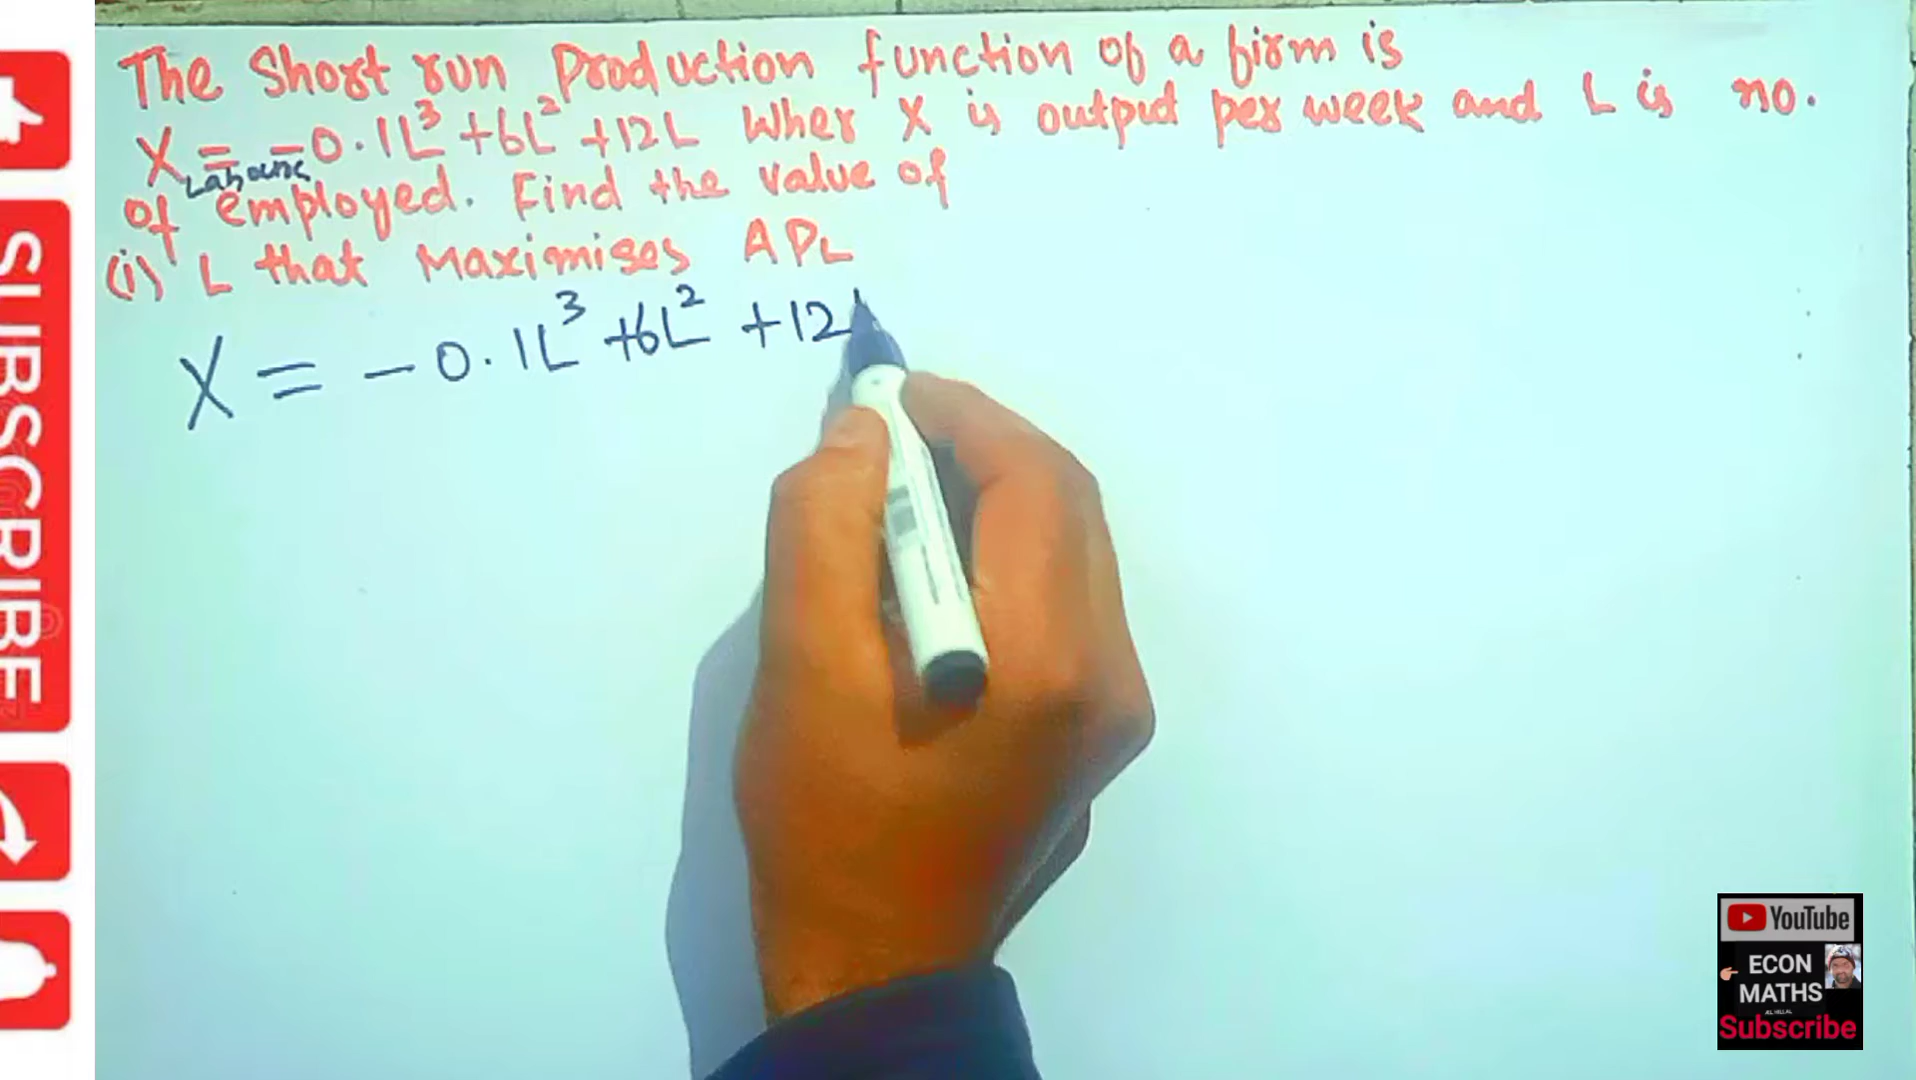 The Short run Production function of a firm is
X = -0.1L³ +6L² +12L Wher X is output per week and L is no.
Labours
of employed. Find the value of
(i) L that Maximises APL
X = -0.1L³ +6L² +12L
SUBSCRIBE
YouTube
ECON
MATHS
Subscribe